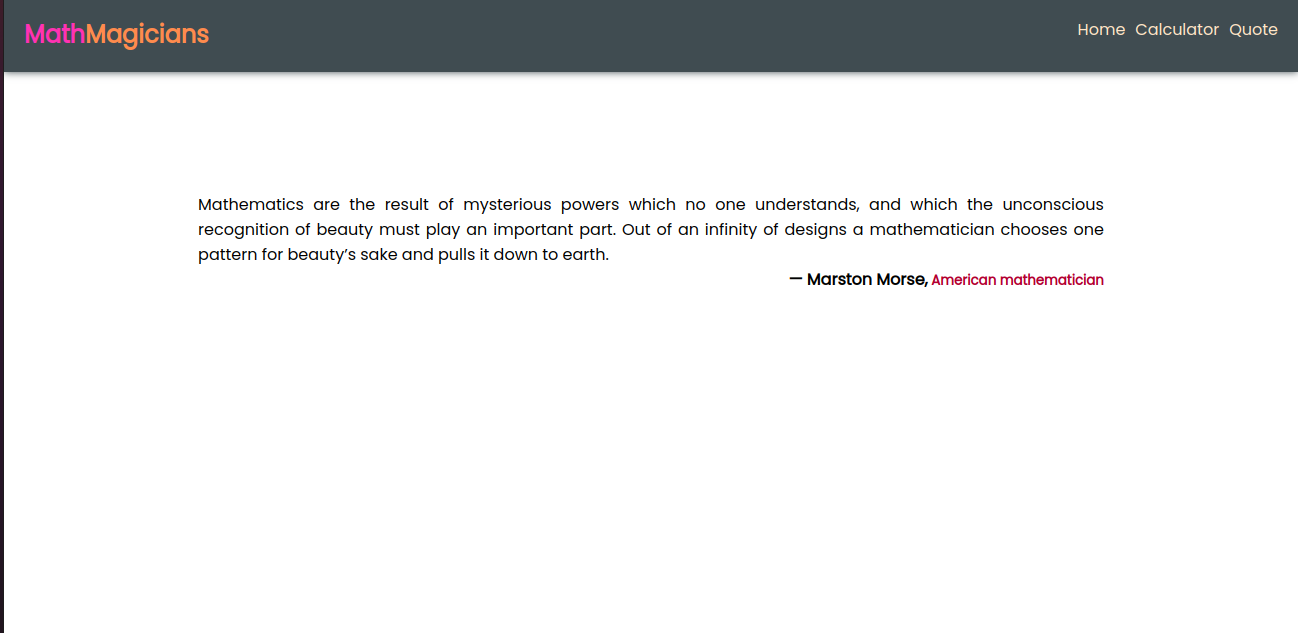 MathMagicians
Home Calculator Quote
Mathematics are the result of mysterious powers which no one understands, and which the unconscious
recognition of beauty must play an important part. Out of an infinity of designs a mathematician chooses one
pattern for beauty’s sake and pulls it down to earth.
— Marston Morse, American mathematician